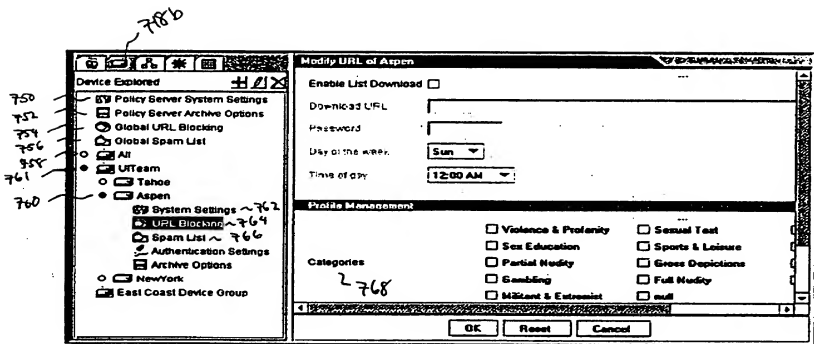 718b
Modify URL of Aspen
Device Explored
750 Policy Server System Settings
752 Policy Server Archive Options
754 Global URL Blocking
756 Global Spam List
958 All
761 UITeam
Tahoe
760 Aspen
System Settings ~762
URL Blocking ~764
Spam List ~ 766
Authentication Settings
Archive Options
NewYork
East Coast Device Group
Enable List Download
Download URL
Password
Day of the week Sun
Time of day 12:00 AM
Profile Management
Categories
768
Violence & Profanity
Sex Education
Partial Nudity
Gambling
Militant & Extremist
Sexual Text
Sports & Leisure
Gross Depictions
Full Nudity
null
OK Reset Cancel